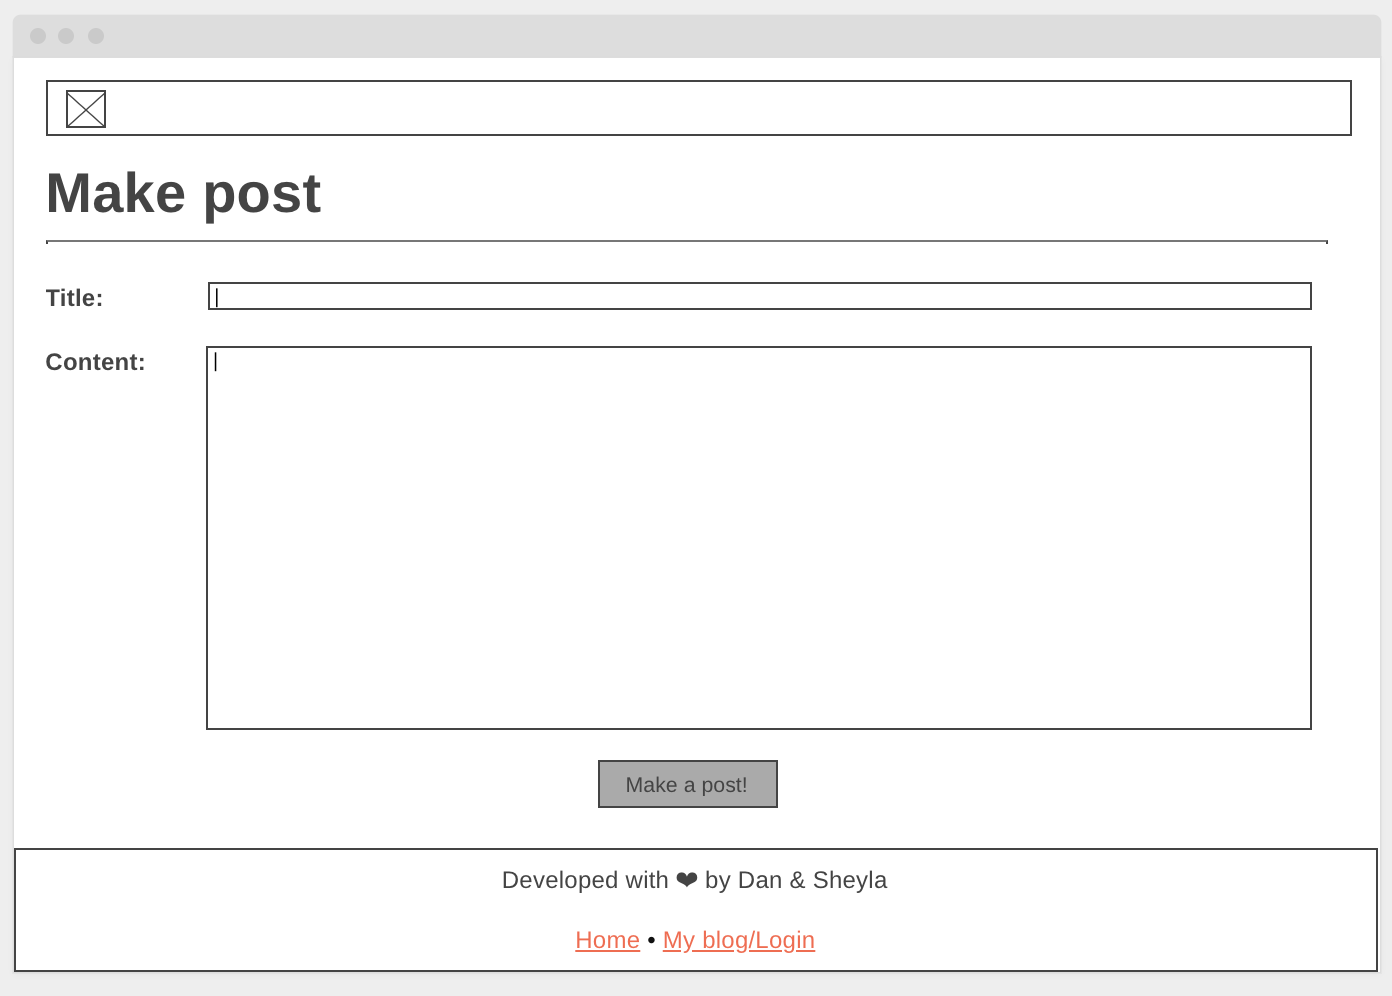 Make post
Title:
Content:
Make a post!
Developed with ❤ by Dan & Sheyla
Home • My blog/Login